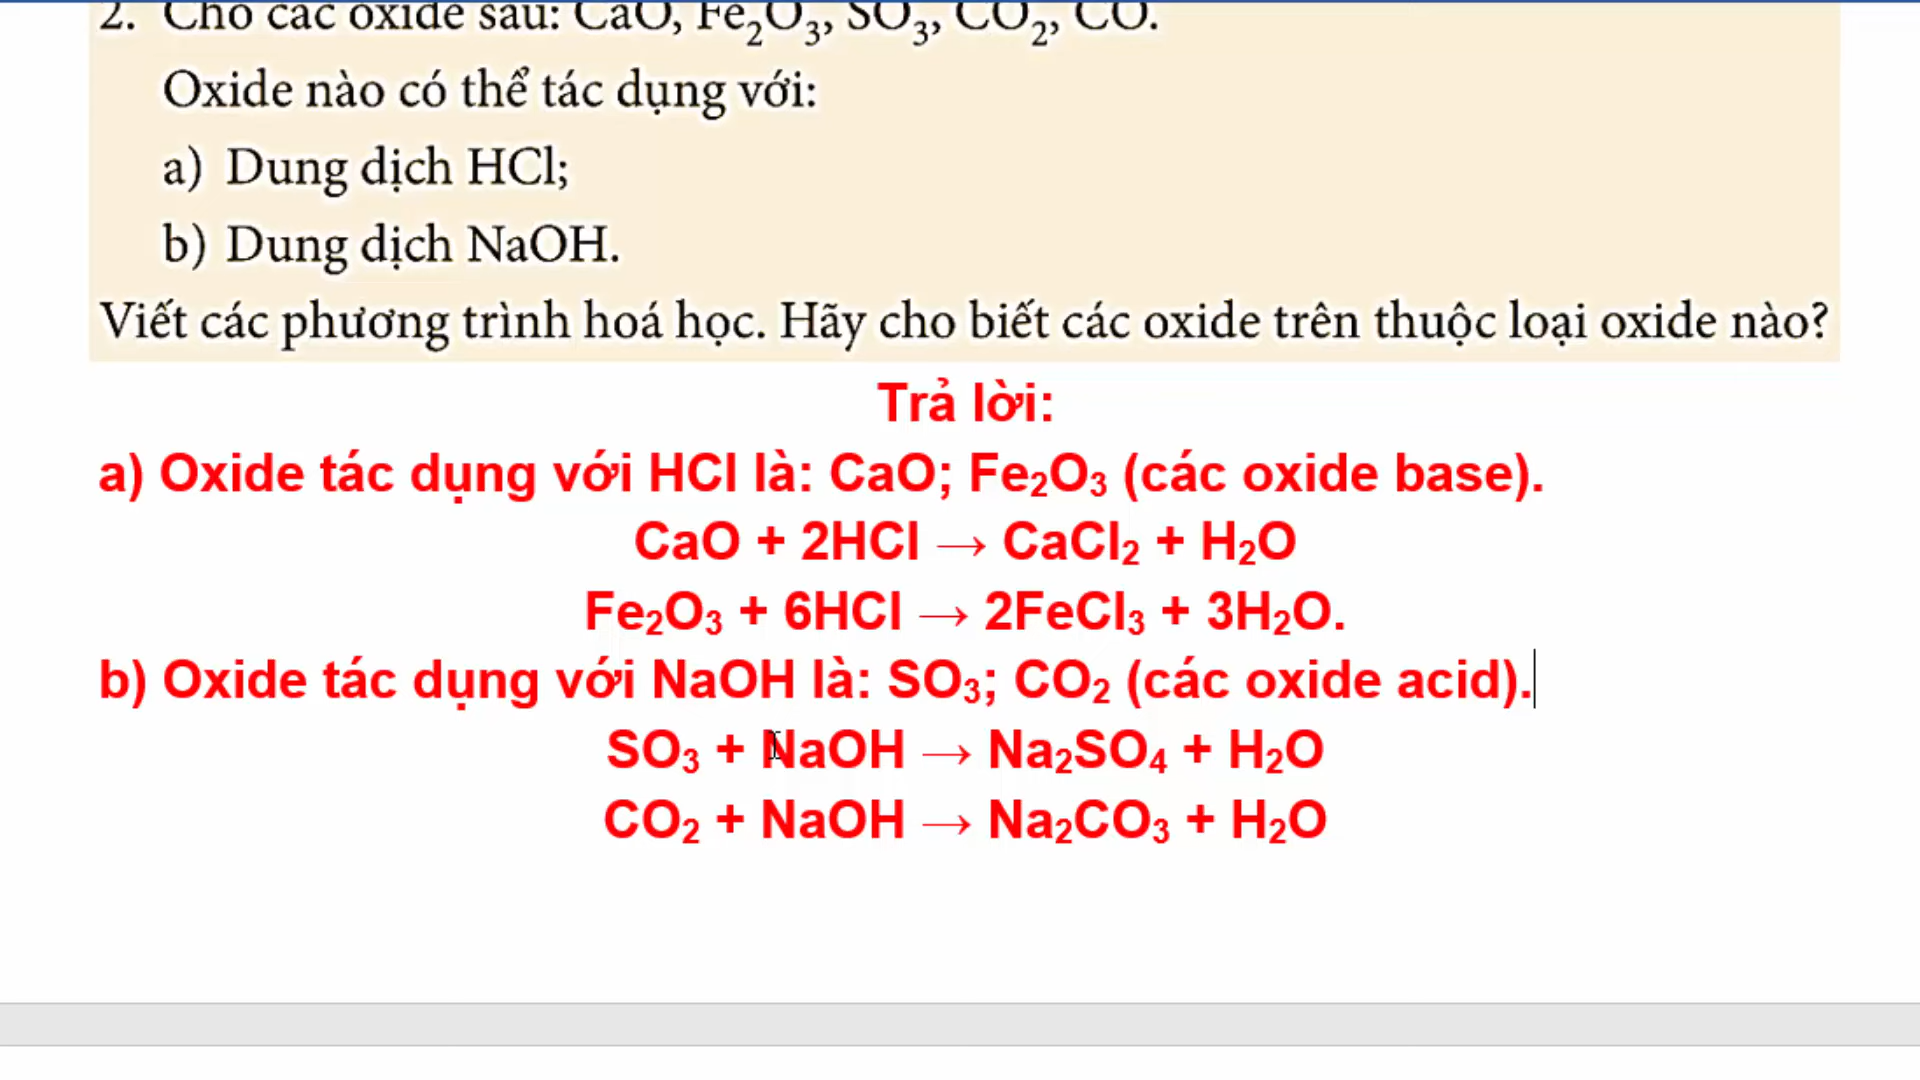 2. Cho các oxide sau: CaO, Fe₂O₃, SO₃, CO₂, CO.
Oxide nào có thể tác dụng với:
a) Dung dịch HCl;
b) Dung dịch NaOH.
Viết các phương trình hoá học. Hãy cho biết các oxide trên thuộc loại oxide nào?
Trả lời:
a) Oxide tác dụng với HCl là: CaO; Fe₂O₃ (các oxide base).
CaO + 2HCl → CaCl₂ + H₂O
Fe₂O₃ + 6HCl → 2FeCl₃ + 3H₂O.
b) Oxide tác dụng với NaOH là: SO₃; CO₂ (các oxide acid).
SO₃ + NaOH → Na₂SO₄ + H₂O
CO₂ + NaOH → Na₂CO₃ + H₂O